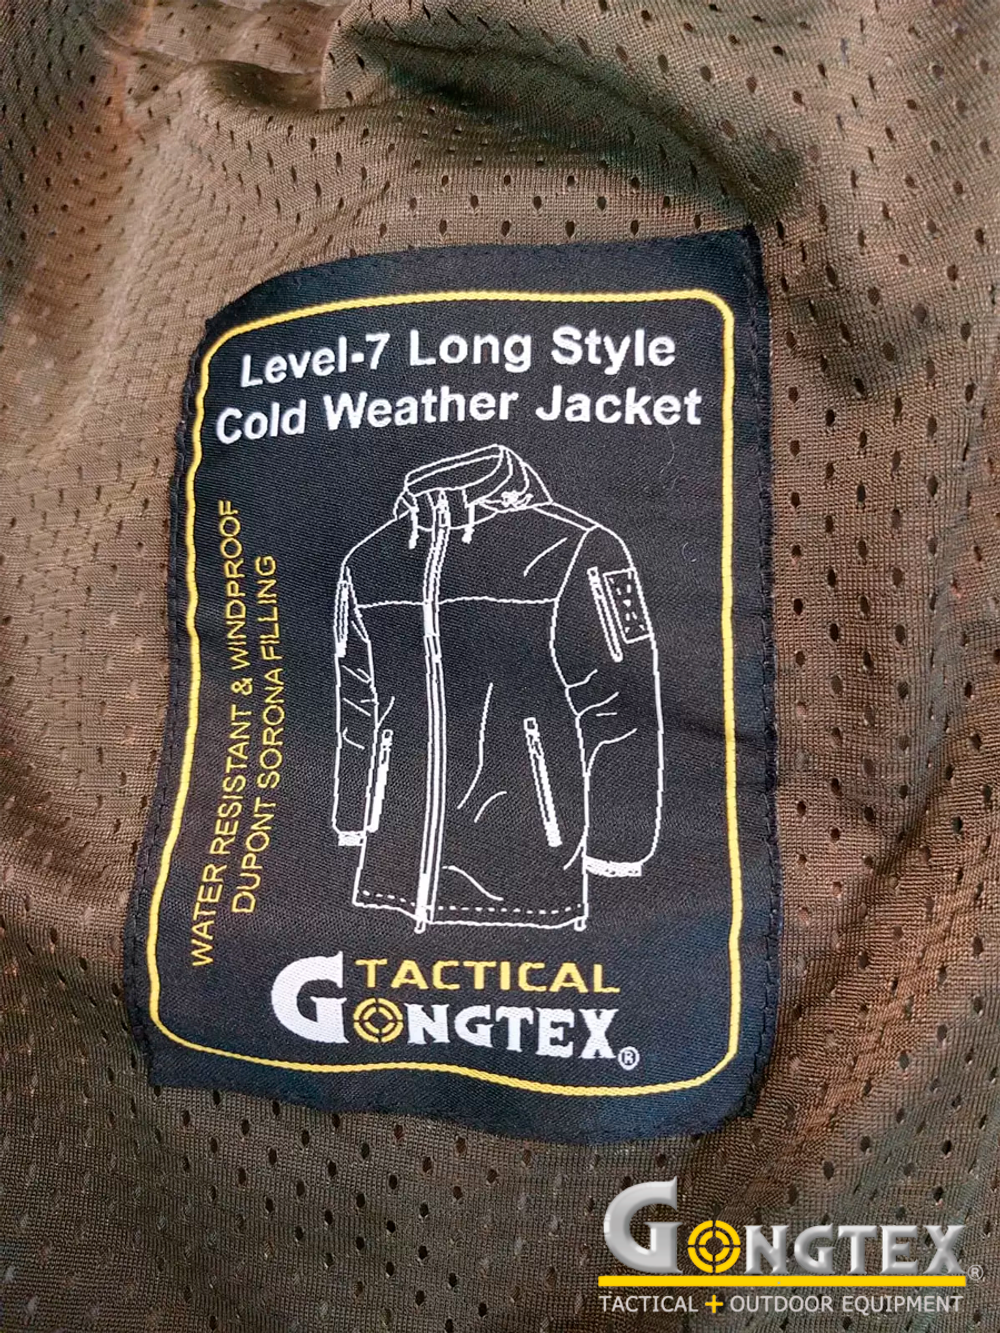 Level-7 Long Style
Cold Weather Jacket
WATER RESISTANT & WINDPROOF
DUPONT SORONA FILLING
TACTICAL
GONGTEX®
GONGTEX®
TACTICAL + OUTDOOR EQUIPMENT